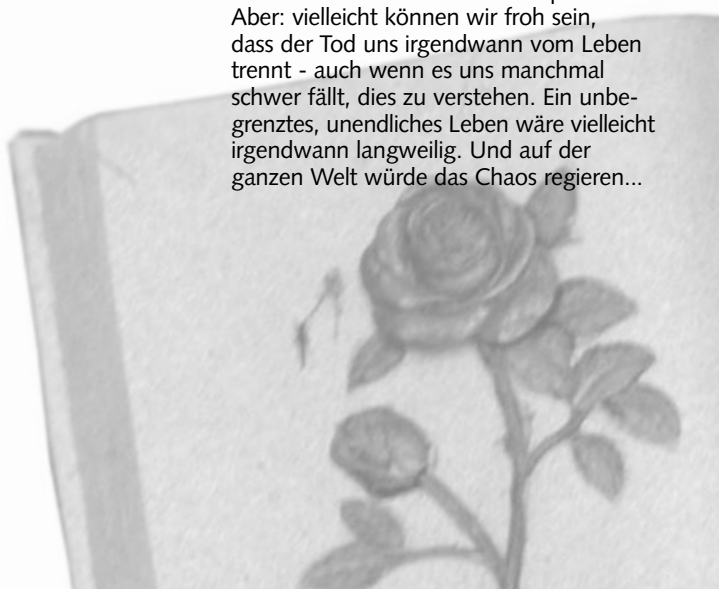 Aber: vielleicht können wir froh sein,
dass der Tod uns irgendwann vom Leben
trennt - auch wenn es uns manchmal
schwer fällt, dies zu verstehen. Ein unbe-
grenztes, unendliches Leben wäre vielleicht
irgendwann langweilig. Und auf der
ganzen Welt würde das Chaos regieren...